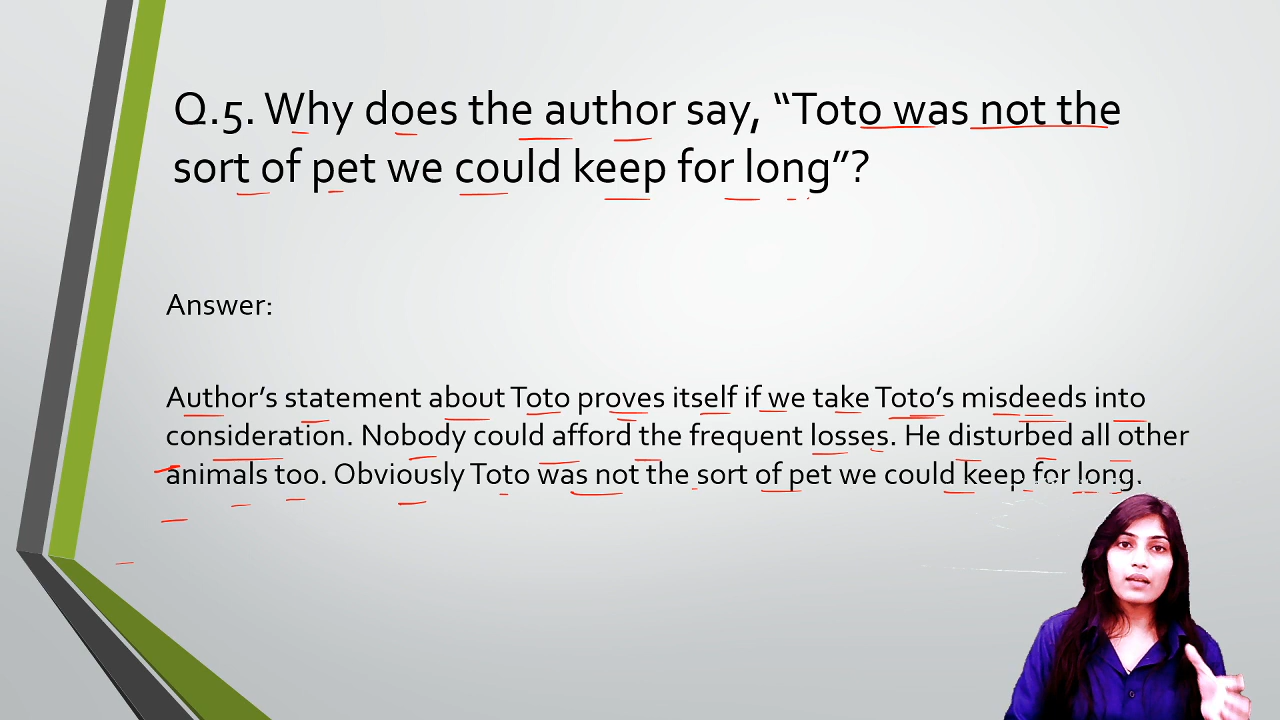 Q.5. Why does the author say, “Toto was not the
sort of pet we could keep for long”?
Answer:
Author’s statement about Toto proves itself if we take Toto’s misdeeds into
consideration. Nobody could afford the frequent losses. He disturbed all other
animals too. Obviously Toto was not the sort of pet we could keep for long.